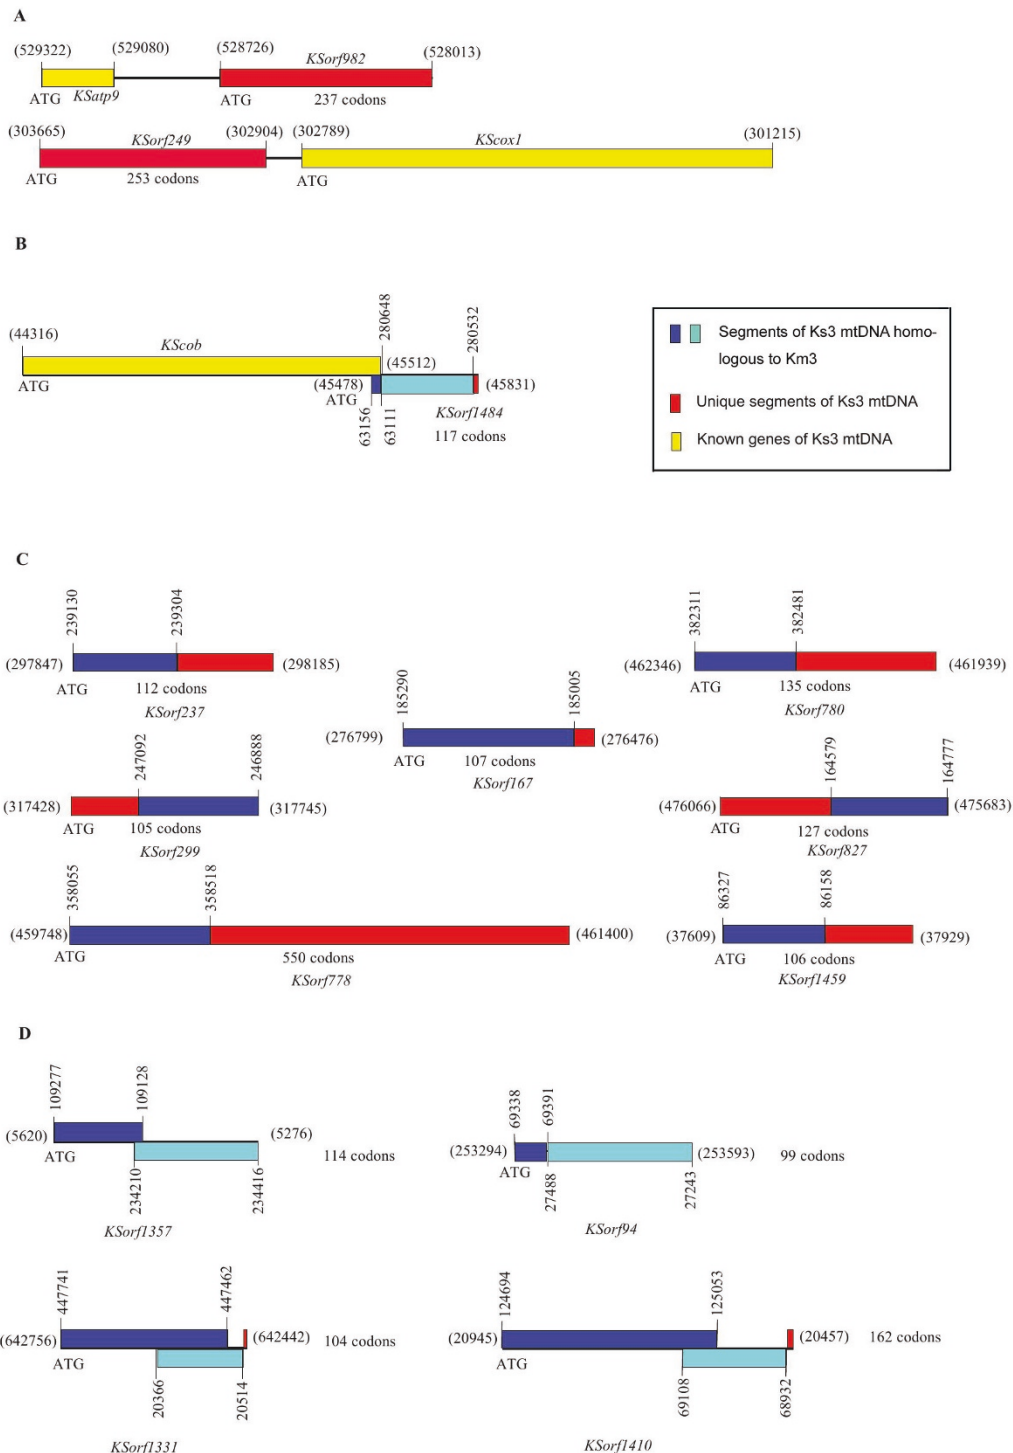 A
(529322) (529080) (528726) KSorf982 (528013)
ATG KSatp9 ATG 237 codons
(303665) KSorf249 (302904) (302789) KScox1 (301215)
ATG 253 codons ATG
B
(44316) KScob 280648 280532
ATG (45478) (45512) (45831)
ATG 63156 63111 KSorf1484
117 codons
Segments of Ks3 mtDNA homo-
logous to Km3
Unique segments of Ks3 mtDNA
Known genes of Ks3 mtDNA
C
239130 239304
(297847) (298185)
ATG 112 codons
KSorf237
185290 185005
(276799) (276476)
ATG 107 codons
KSorf167
382311 382481
(462346) (461939)
ATG 135 codons
KSorf780
247092 246888
(317428) (317745)
ATG 105 codons
KSorf299
164579 164777
(476066) (475683)
ATG 127 codons
KSorf827
358055 358518
(459748) (461400)
ATG 550 codons
KSorf778
86327 86158
(37609) (37929)
ATG 106 codons
KSorf1459
D
109277 109128
(5620) (5276)
ATG 114 codons
234210 234416
KSorf1357
69338 69391
(253294) (253593) 99 codons
ATG
27488 27243
KSorf94
447741 447462
(642756) (642442) 104 codons
ATG
20366 20514
KSorf1331
124694 125053
(20945) (20457) 162 codons
ATG
69108 68932
KSorf1410